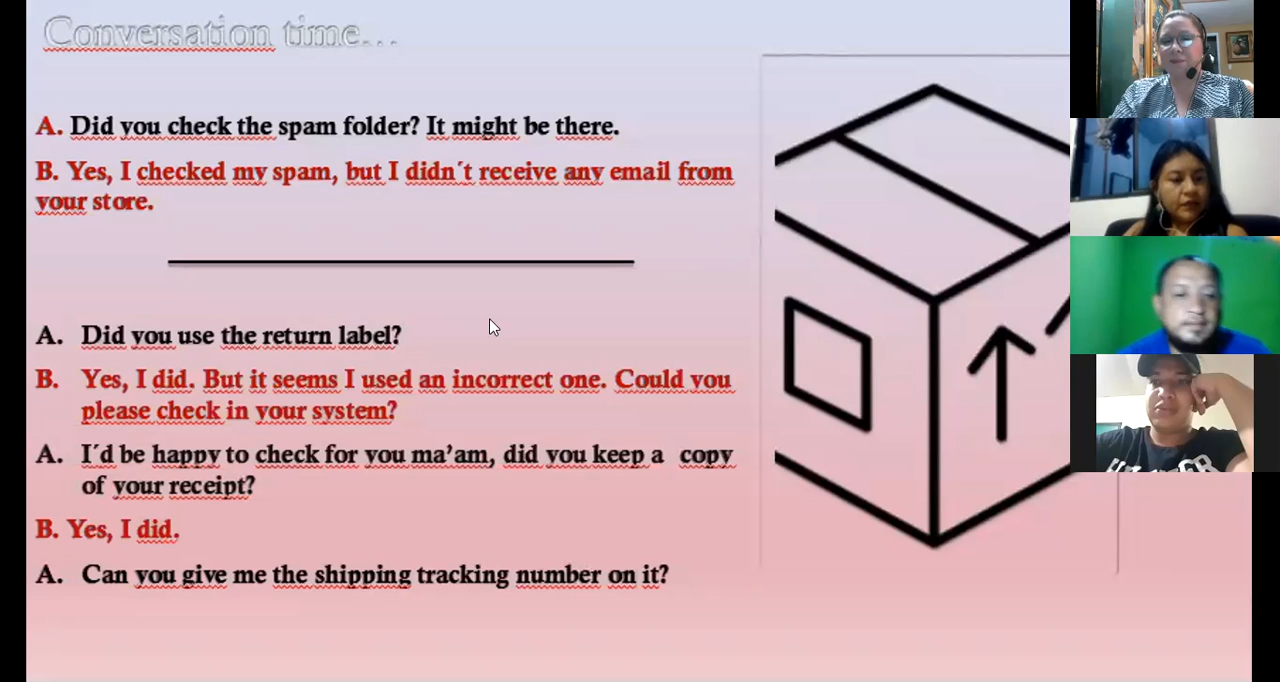 Conversation time...
A. Did you check the spam folder? It might be there.
B. Yes, I checked my spam, but I didn´t receive any email from
your store.
A. Did you use the return label?
B. Yes, I did. But it seems I used an incorrect one. Could you
please check in your system?
A. I´d be happy to check for you ma’am, did you keep a copy
of your receipt?
B. Yes, I did.
A. Can you give me the shipping tracking number on it?